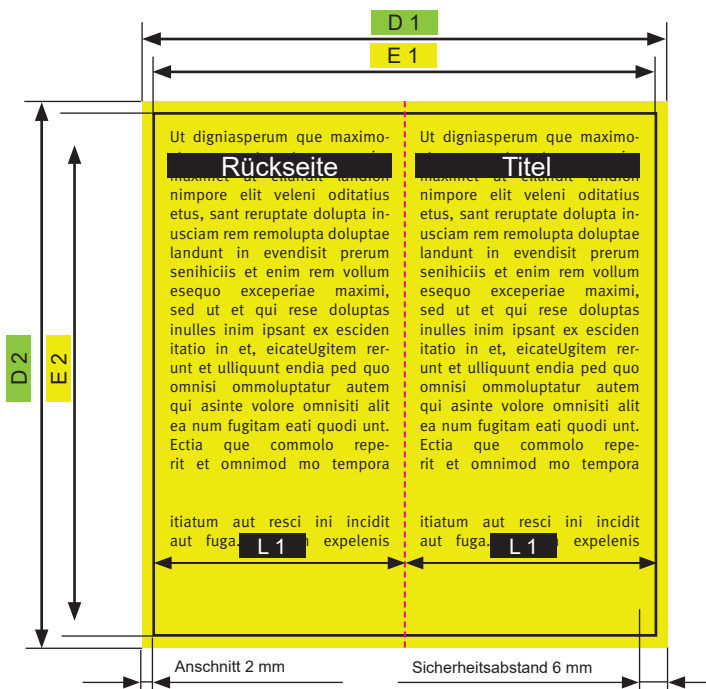 D 1
E 1
D 2
E 2
Ut digniasperum que maximo-
Rückseite
nimpore elit veleni oditatius
etus, sant reruptate dolupta in-
usciam rem remolupta doluptae
landunt in evendisit prerum
senihiciis et enim rem vollum
esequo exceperiae maximi,
sed ut et qui rese doluptas
inulles inim ipsant ex esciden
itatio in et, eicateUgitem rer-
unt et ulliquunt endia ped quo
omnisi ommoluptatur autem
qui asinte volore omnisiti alit
ea num fugitam eati quodi unt.
Ectia que commolo repe-
rit et omnimod mo tempora
itiatum aut resci ini incidit
aut fuga. expelenis
L 1
Ut digniasperum que maximo-
Titel
nimpore elit veleni oditatius
etus, sant reruptate dolupta in-
usciam rem remolupta doluptae
landunt in evendisit prerum
senihiciis et enim rem vollum
esequo exceperiae maximi,
sed ut et qui rese doluptas
inulles inim ipsant ex esciden
itatio in et, eicateUgitem rer-
unt et ulliquunt endia ped quo
omnisi ommoluptatur autem
qui asinte volore omnisiti alit
ea num fugitam eati quodi unt.
Ectia que commolo repe-
rit et omnimod mo tempora
itiatum aut resci ini incidit
aut fuga. expelenis
L 1
Anschnitt 2 mm
Sicherheitsabstand 6 mm